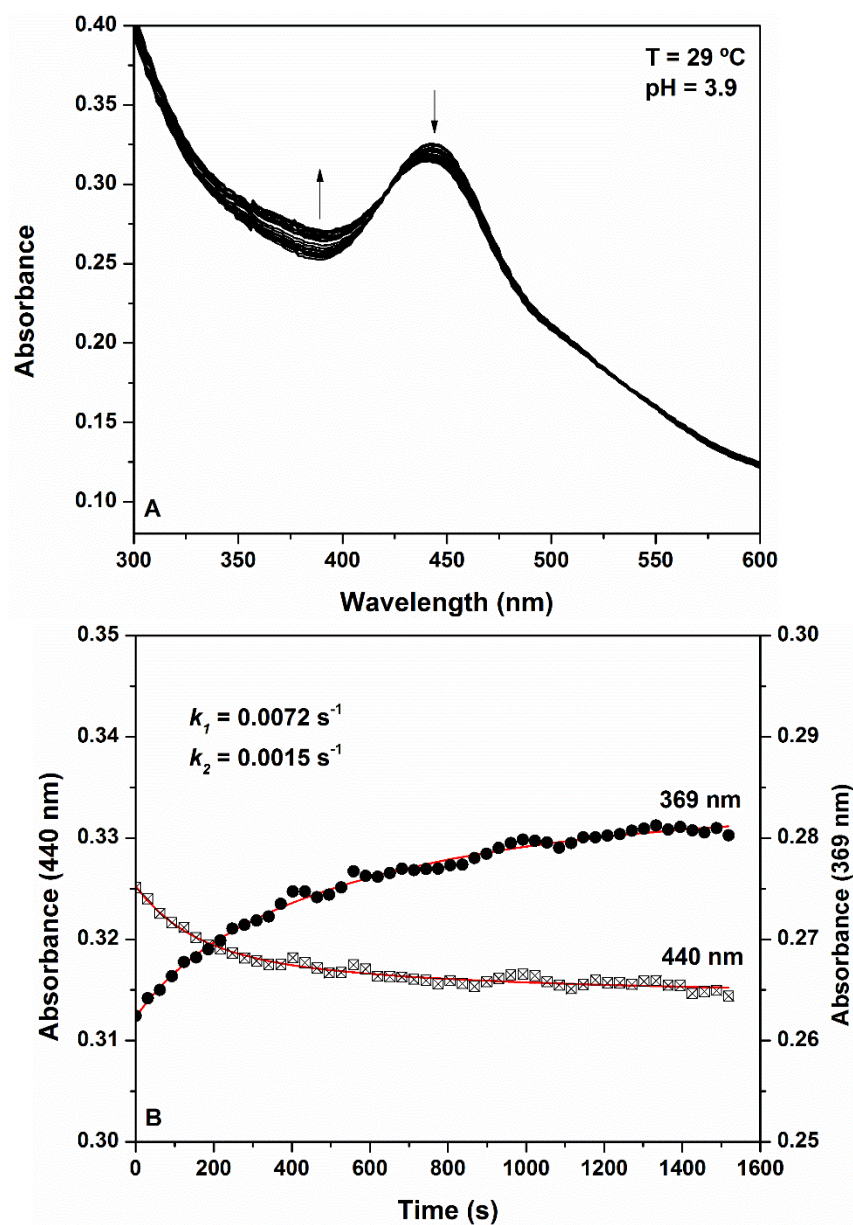 T = 29 ºC
pH = 3.9
0.40
0.35
0.30
0.25
0.20
0.15
0.10
Absorbance
A
300
350
400
450
500
550
600
Wavelength (nm)
0.35
0.34
0.33
0.32
0.31
0.30
Absorbance (440 nm)
k1 = 0.0072 s-1
k2 = 0.0015 s-1
369 nm
440 nm
B
0.30
0.29
0.28
0.27
0.26
0.25
Absorbance (369 nm)
0
200
400
600
800
1000
1200
1400
1600
Time (s)